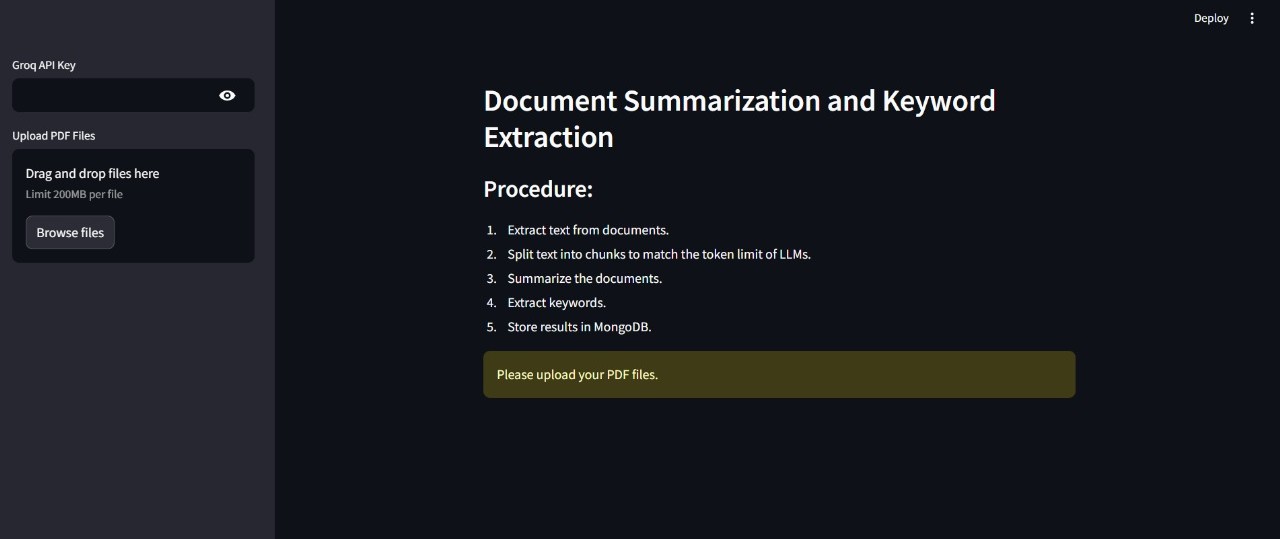 Deploy
Groq API Key
Upload PDF Files
Drag and drop files here
Limit 200MB per file
Browse files
Document Summarization and Keyword
Extraction
Procedure:
1. Extract text from documents.
2. Split text into chunks to match the token limit of LLMs.
3. Summarize the documents.
4. Extract keywords.
5. Store results in MongoDB.
Please upload your PDF files.